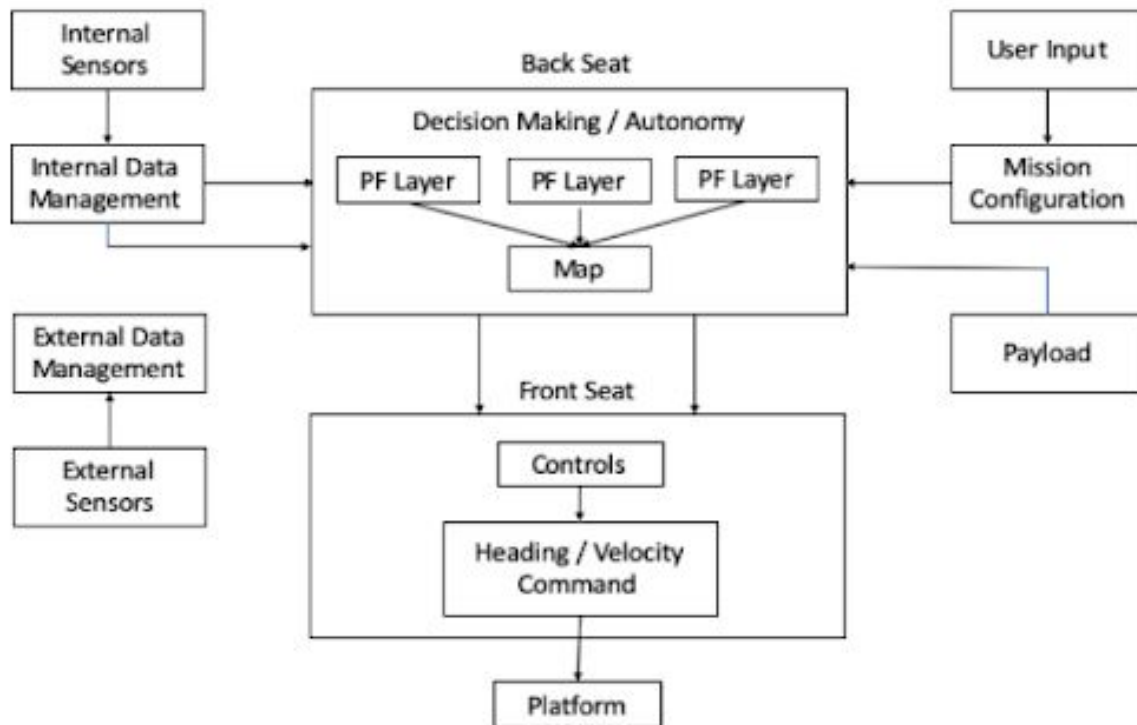 Internal
Sensors
User Input
Back Seat
Decision Making / Autonomy
Internal Data
Management
PF Layer
PF Layer
PF Layer
Mission
Configuration
Map
External Data
Management
Payload
Front Seat
External
Sensors
Controls
Heading / Velocity
Command
Platform